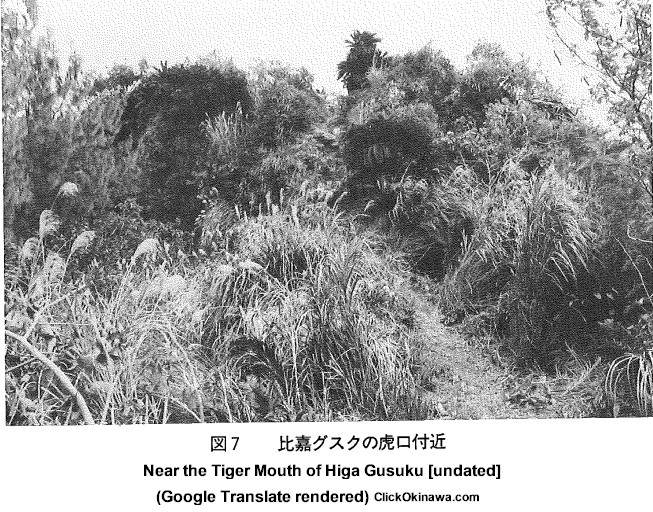 図7 比嘉グスクの虎口付近
Near the Tiger Mouth of Higa Gusuku [undated]
(Google Translate rendered) ClickOkinawa.com